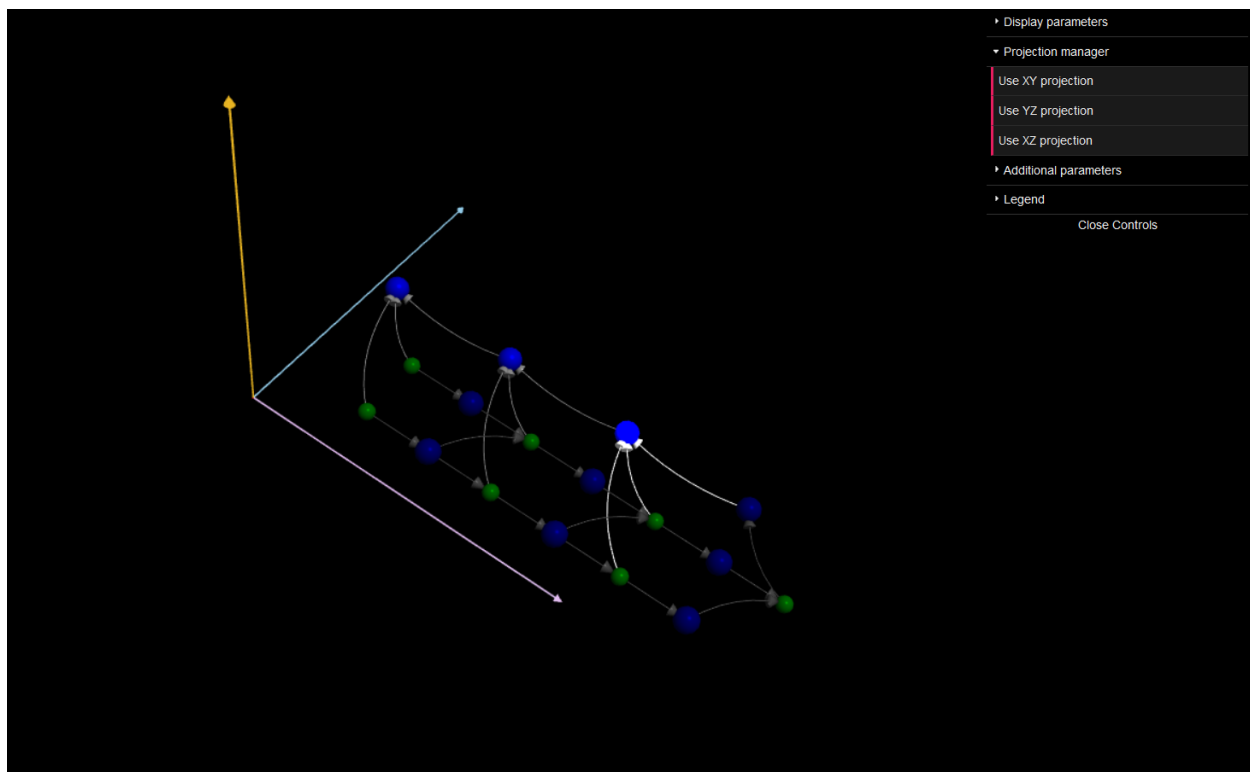 Display parameters
Projection manager
Use XY projection
Use YZ projection
Use XZ projection
Additional parameters
Legend
Close Controls